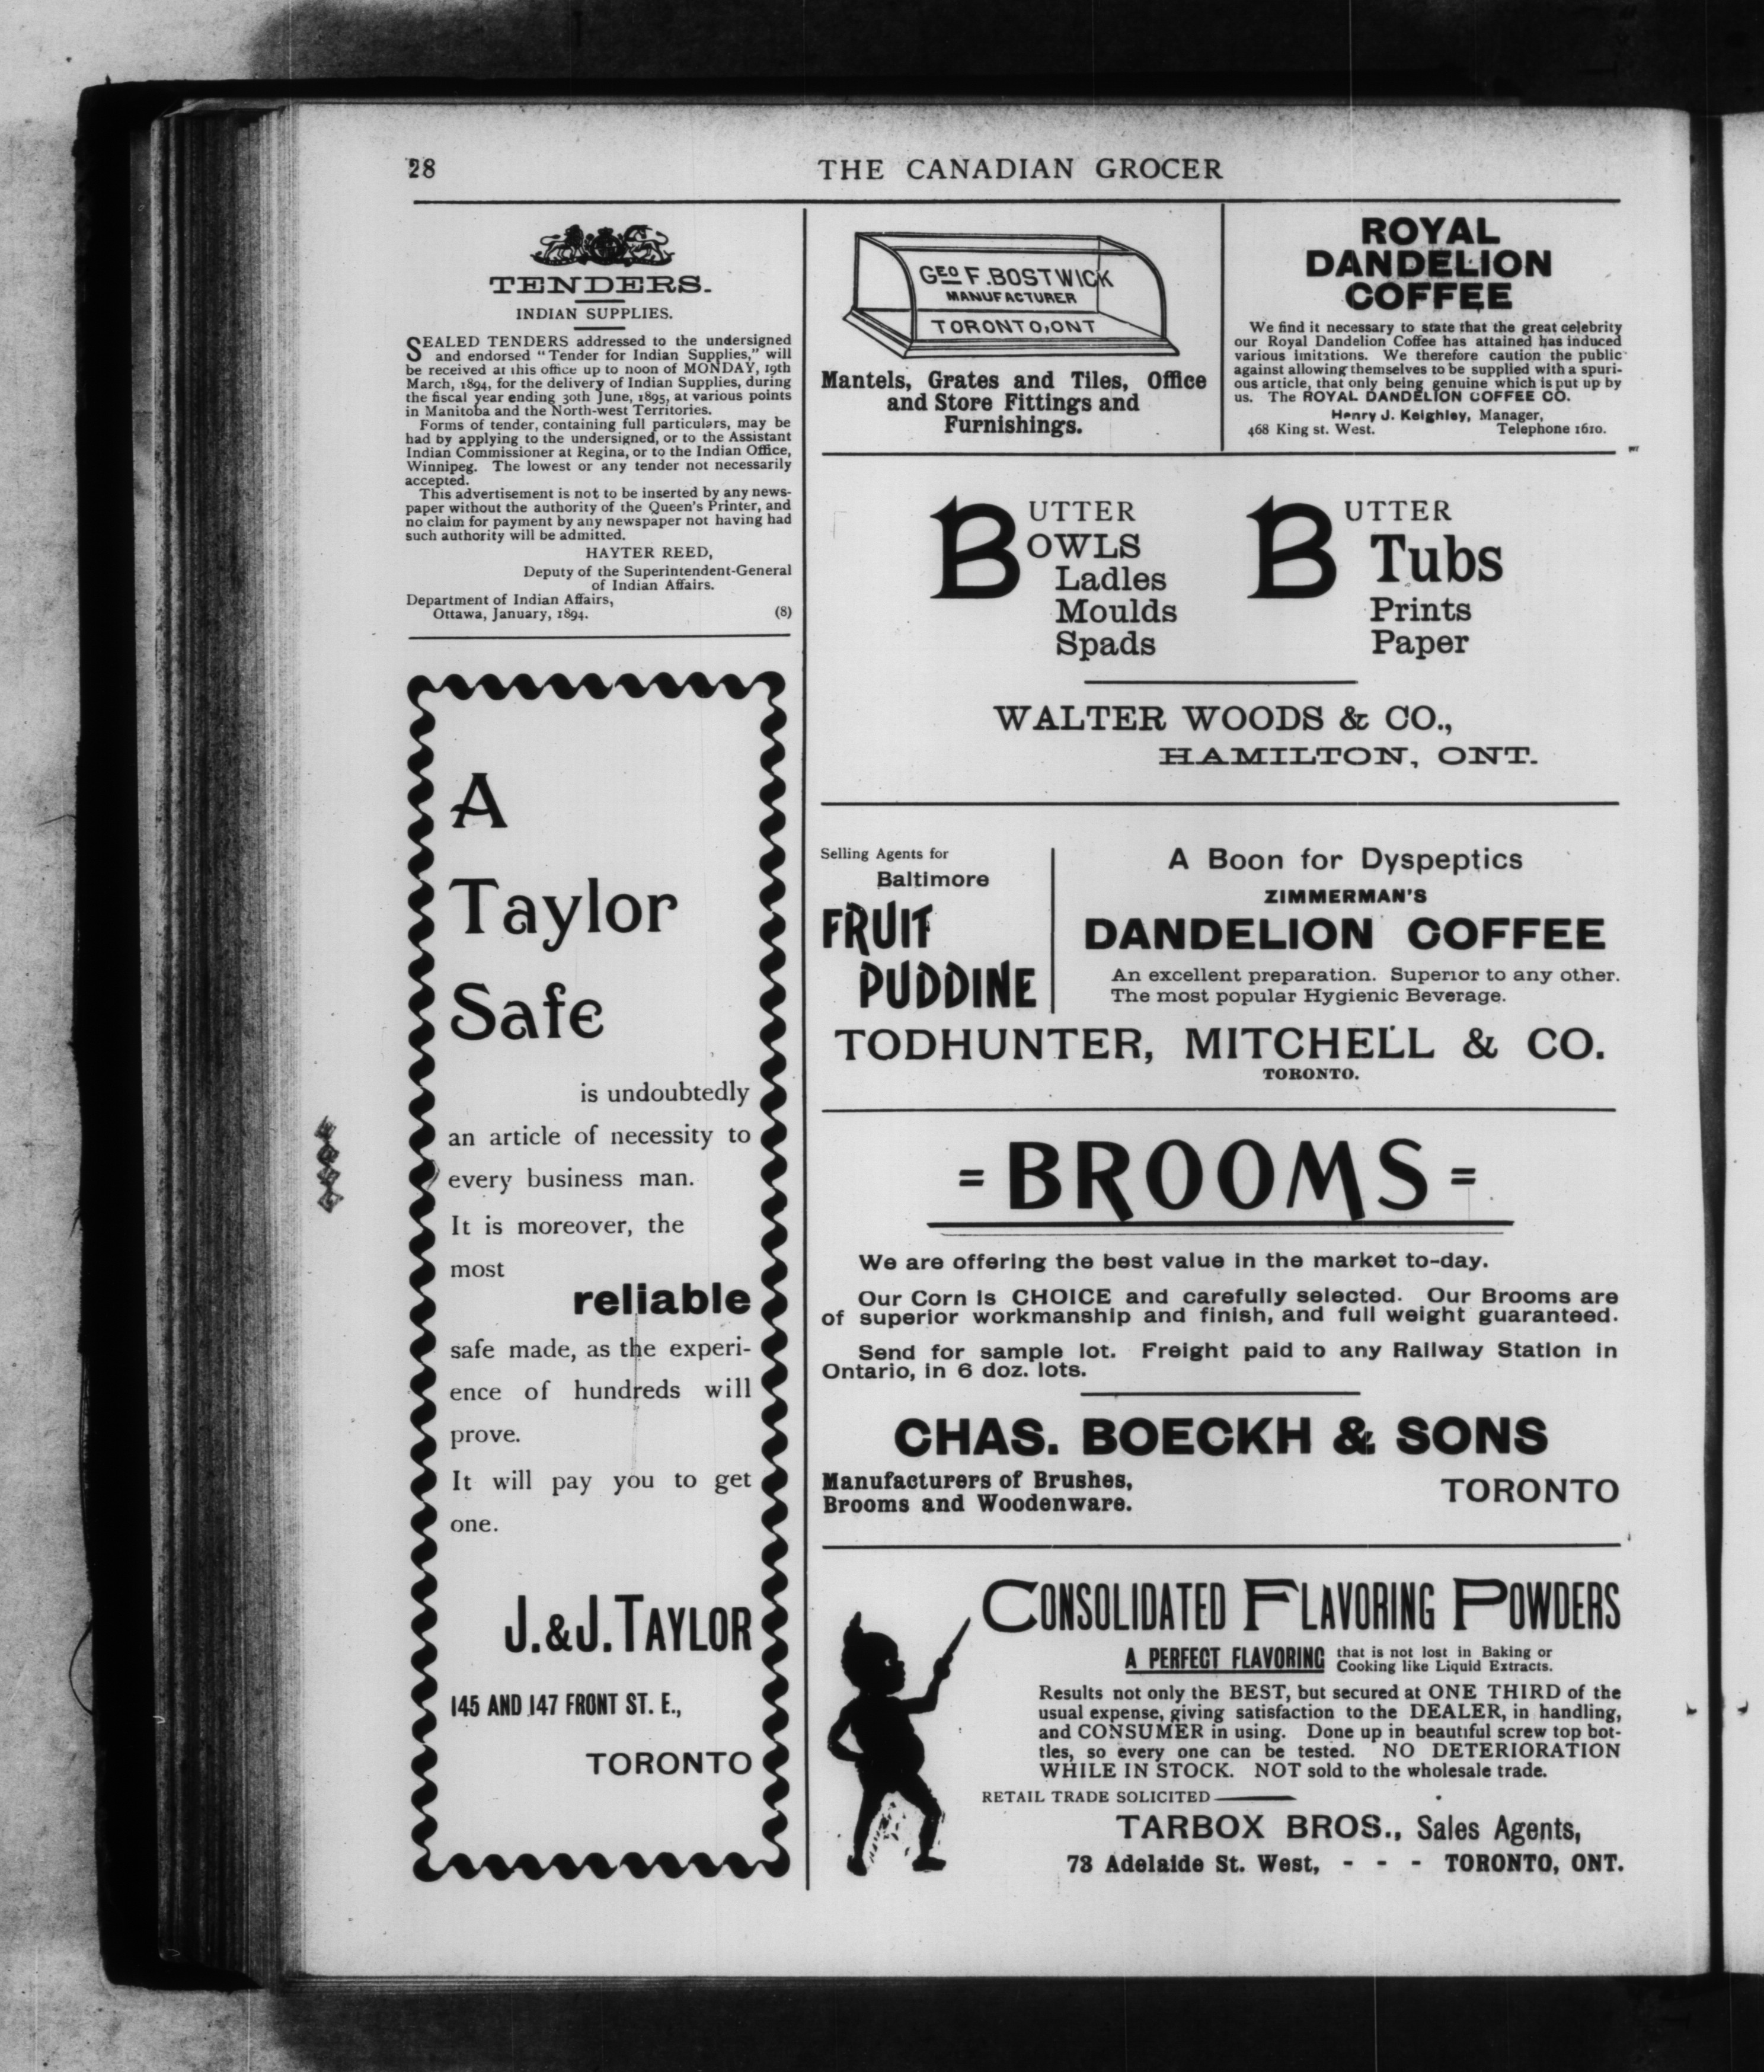 28
THE CANADIAN GROCER
TENDERS.
INDIAN SUPPLIES.
SEALED TENDERS addressed to the undersigned
and endorsed "Tender for Indian Supplies," will
be received at this office up to noon of MONDAY, 19th
March, 1894, for the delivery of Indian Supplies, during
the fiscal year ending 30th June, 1895, at various points
in Manitoba and the North-west Territories.
Forms of tender, containing full particulars, may be
had by applying to the undersigned, or to the Assistant
Indian Commissioner at Regina, or to the Indian Office,
Winnipeg. The lowest or any tender not necessarily
accepted.
This advertisement is not to be inserted by any news-
paper without the authority of the Queen's Printer, and
no claim for payment by any newspaper not having had
such authority will be admitted.
HAYTER REED,
Deputy of the Superintendent-General
of Indian Affairs.
Department of Indian Affairs,
Ottawa, January, 1894. (8)
A
Taylor
Safe
is undoubtedly
an article of necessity to
every business man.
It is moreover, the
most
reliable
safe made, as the experi-
ence of hundreds will
prove.
It will pay you to get
one.
J. & J. TAYLOR
145 AND 147 FRONT ST. E.,
TORONTO
GEO F. BOSTWICK
MANUFACTURER
TORONTO, ONT
Mantels, Grates and Tiles, Office
and Store Fittings and
Furnishings.
ROYAL
DANDELION
COFFEE
We find it necessary to state that the great celebrity
our Royal Dandelion Coffee has attained has induced
various imitations. We therefore caution the public
against allowing themselves to be supplied with a spuri-
ous article, that only being genuine which is put up by
us. The ROYAL DANDELION COFFEE CO.
Henry J. Keighley, Manager,
468 King st. West. Telephone 1610.
BUTTER
BOWLS
Ladles
Moulds
Spads
BUTTER
Tubs
Prints
Paper
WALTER WOODS & CO.,
HAMILTON, ONT.
Selling Agents for
Baltimore
FRUIT
PUDDINE
A Boon for Dyspeptics
ZIMMERMAN'S
DANDELION COFFEE
An excellent preparation. Superior to any other.
The most popular Hygienic Beverage.
TODHUNTER, MITCHELL & CO.
TORONTO.
= BROOMS =
We are offering the best value in the market to-day.
Our Corn is CHOICE and carefully selected. Our Brooms are
of superior workmanship and finish, and full weight guaranteed.
Send for sample lot. Freight paid to any Railway Station in
Ontario, in 6 doz. lots.
CHAS. BOECKH & SONS
Manufacturers of Brushes,
Brooms and Woodenware.
TORONTO
CONSOLIDATED FLAVORING POWDERS
A PERFECT FLAVORING that is not lost in Baking or
Cooking like Liquid Extracts.
Results not only the BEST, but secured at ONE THIRD of the
usual expense, giving satisfaction to the DEALER, in handling,
and CONSUMER in using. Done up in beautiful screw top bot-
tles, so every one can be tested. NO DETERIORATION
WHILE IN STOCK. NOT sold to the wholesale trade.
RETAIL TRADE SOLICITED
TARBOX BROS., Sales Agents,
73 Adelaide St. West, - - - TORONTO, ONT.